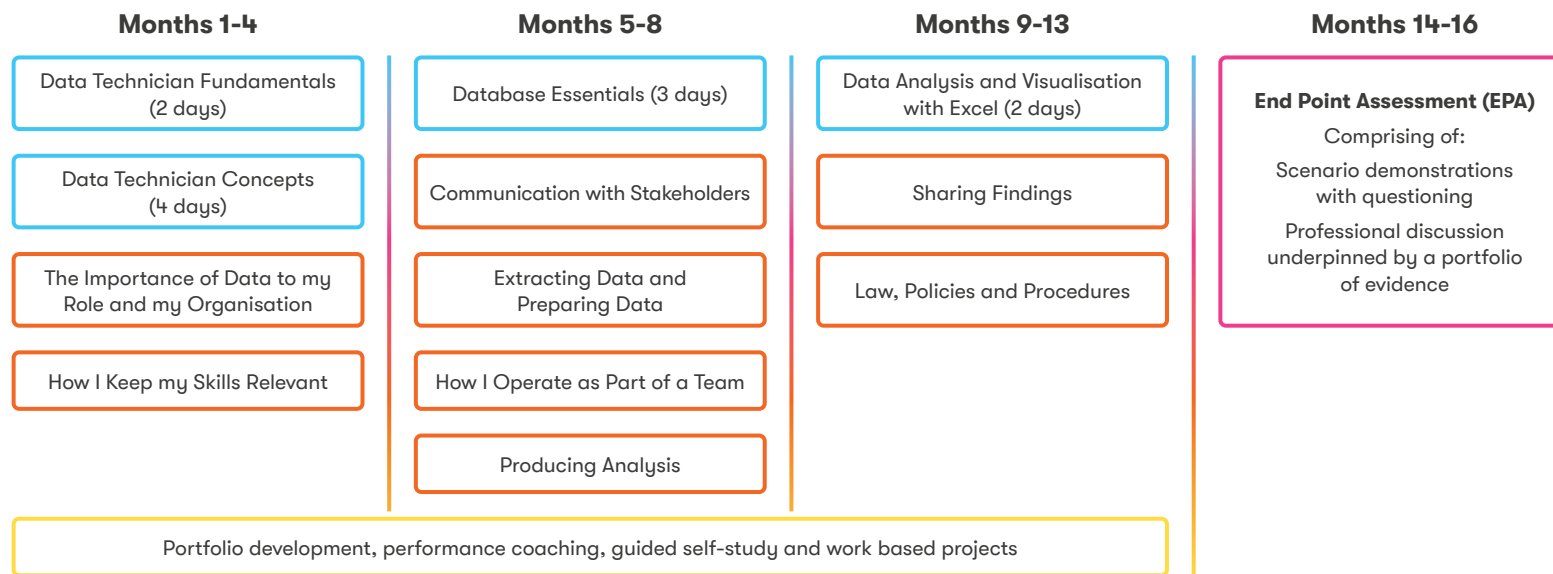 Months 1-4
Data Technician Fundamentals
(2 days)
Data Technician Concepts
(4 days)
The Importance of Data to my
Role and my Organisation
How I Keep my Skills Relevant
Months 5-8
Database Essentials (3 days)
Communication with Stakeholders
Extracting Data and
Preparing Data
How I Operate as Part of a Team
Producing Analysis
Months 9-13
Data Analysis and Visualisation
with Excel (2 days)
Sharing Findings
Law, Policies and Procedures
Months 14-16
End Point Assessment (EPA)
Comprising of:
Scenario demonstrations
with questioning
Professional discussion
underpinned by a portfolio
of evidence
Portfolio development, performance coaching, guided self-study and work based projects